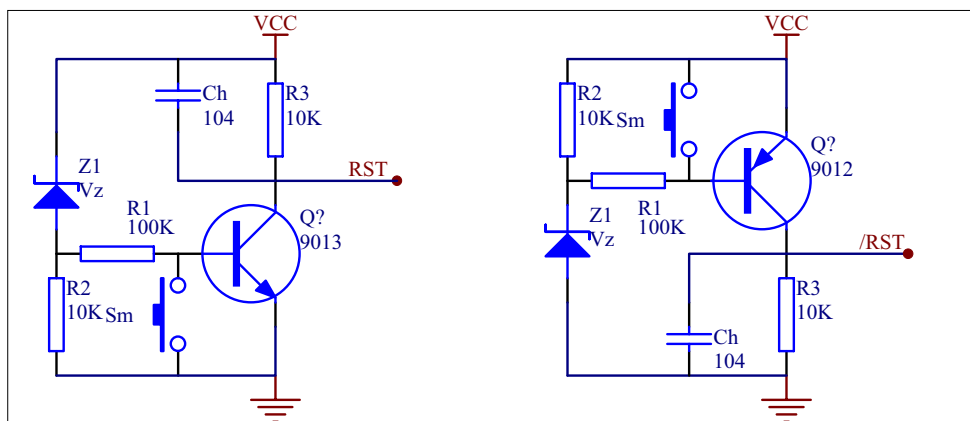 VCC
Ch
104
R3
10K
RST
Z1
Vz
R1
100K
Q?
9013
R2
10K
Sm
VCC
R2
10K
Sm
Q?
9012
Z1
Vz
R1
100K
/RST
R3
10K
Ch
104